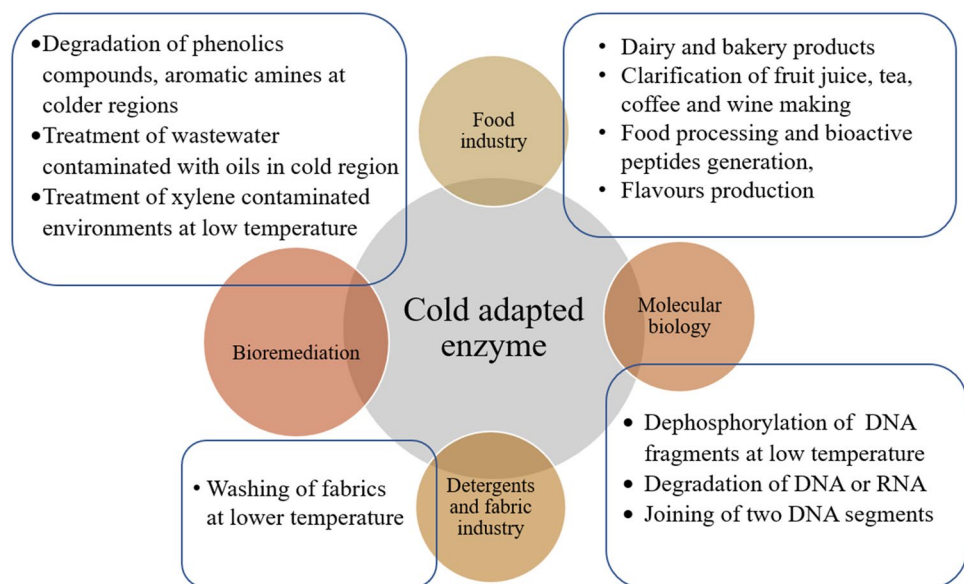 •Degradation of phenolics
compounds, aromatic amines at
colder regions
•Treatment of wastewater
contaminated with oils in cold region
•Treatment of xylene contaminated
environments at low temperature
Food
industry
• Dairy and bakery products
• Clarification of fruit juice, tea,
coffee and wine making
• Food processing and bioactive
peptides generation,
• Flavours production
Cold adapted
enzyme
Molecular
biology
Bioremediation
• Washing of fabrics
at lower temperature
Detergents
and fabric
industry
• Dephosphorylation of DNA
fragments at low temperature
• Degradation of DNA or RNA
• Joining of two DNA segments